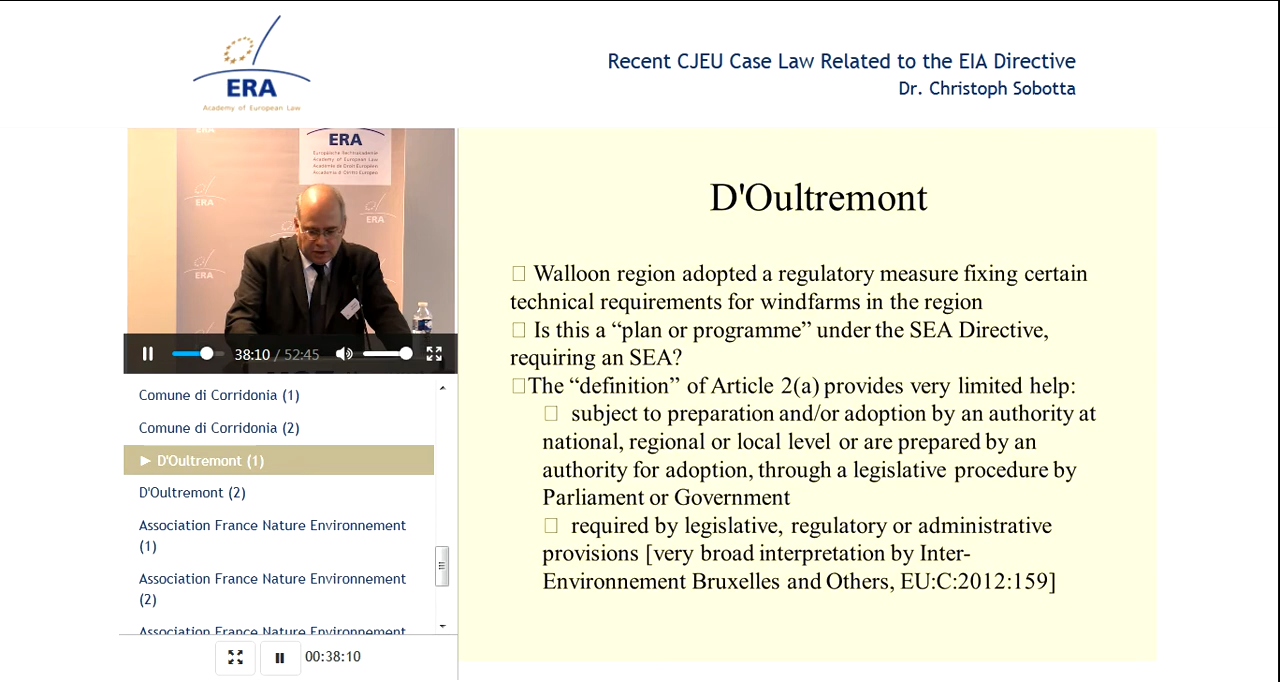 ERA
Academy of European Law
Recent CJEU Case Law Related to the EIA Directive
Dr. Christoph Sobotta
ERA
ERA
Europäische Rechtsakademie
Academy of European Law
Académie de Droit Européen
Accademia di Diritto Europeo
ERA
ERA
ERA
38:10 / 52:45
Comune di Corridonia (1)
Comune di Corridonia (2)
► D'Oultremont (1)
D'Oultremont (2)
Association France Nature Environnement
(1)
Association France Nature Environnement
(2)
Association France Nature Environnement
00:38:10
D'Oultremont
□ Walloon region adopted a regulatory measure fixing certain
technical requirements for windfarms in the region
□ Is this a “plan or programme” under the SEA Directive,
requiring an SEA?
□The “definition” of Article 2(a) provides very limited help:
□ subject to preparation and/or adoption by an authority at
national, regional or local level or are prepared by an
authority for adoption, through a legislative procedure by
Parliament or Government
□ required by legislative, regulatory or administrative
provisions [very broad interpretation by Inter-
Environnement Bruxelles and Others, EU:C:2012:159]